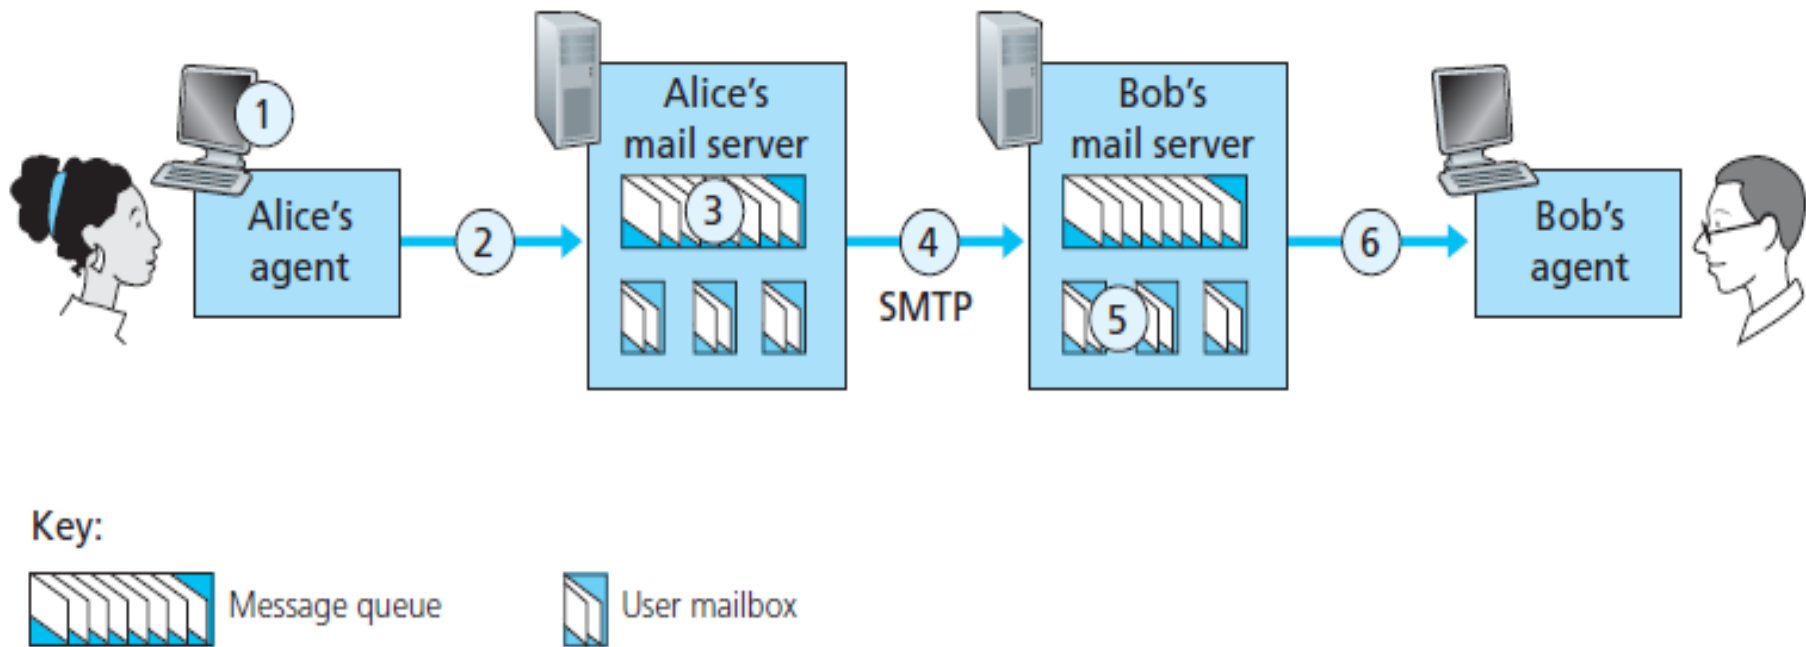 1
Alice's
agent
2
Alice's
mail server
3
4
SMTP
Bob's
mail server
5
6
Bob's
agent
Key:
Message queue
User mailbox